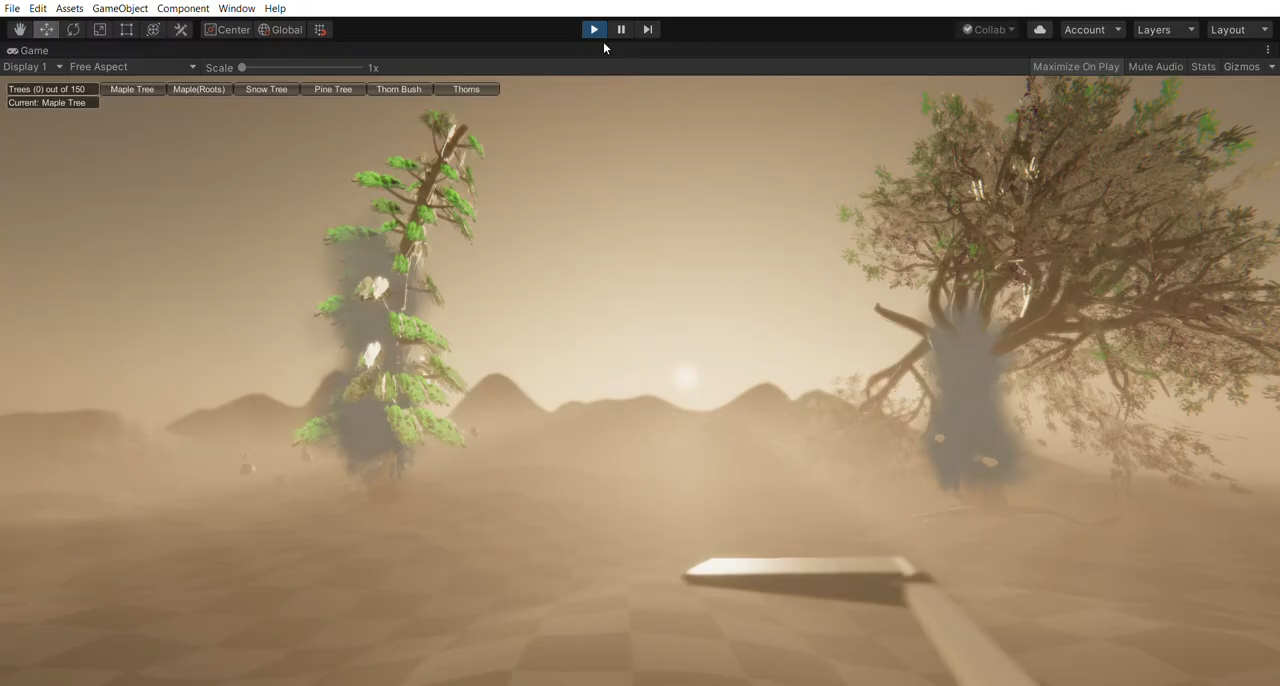 File Edit Assets GameObject Component Window Help
Center Global Collab Account Layers Layout
Game
Display 1 Free Aspect Scale 1x Maximize On Play Mute Audio Stats Gizmos
Trees (0) out of 150 Maple Tree Maple(Roots) Snow Tree Pine Tree Thorn Bush Thorns
Current: Maple Tree